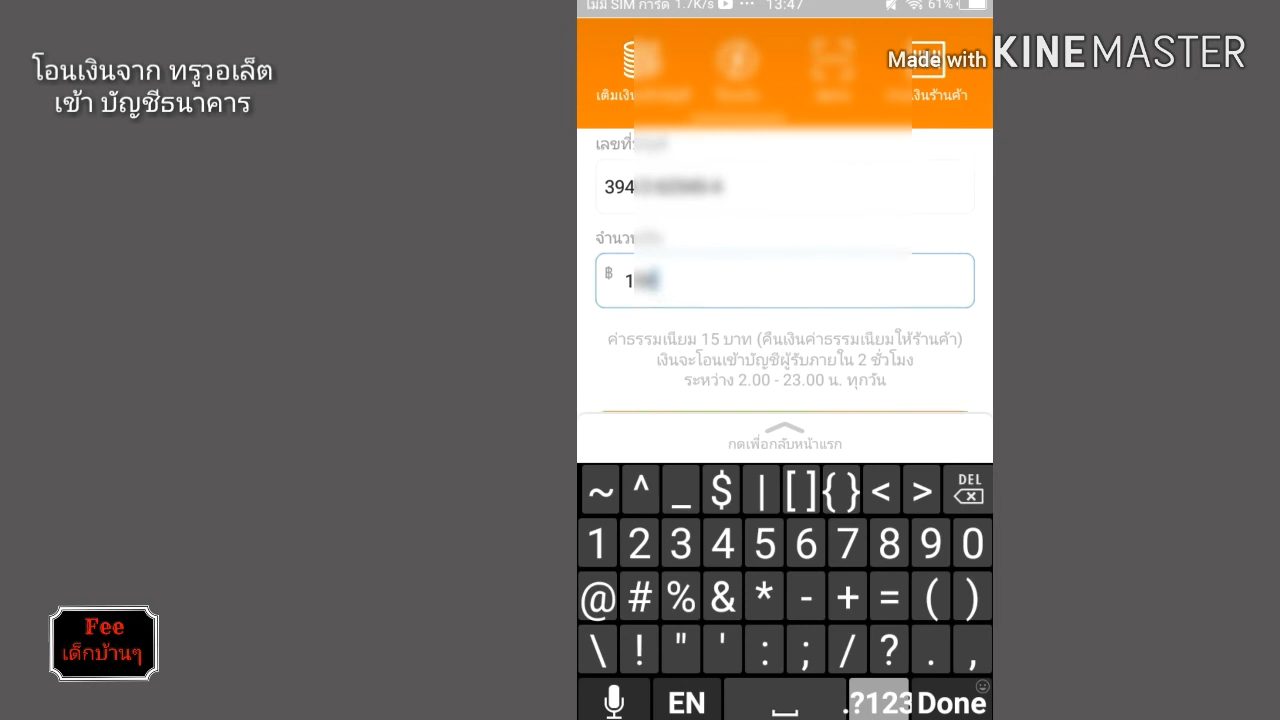 ไม่มี SIM การ์ด 1.7K/s ••• 13:47 61%
โอนเงินจาก ทรูวอเล็ต
เข้า บัญชีธนาคาร
Made with KINEMASTER
เติมเงิน
เงินร้านค้า
เลขที่
394
จำนวน
฿ 1
ค่าธรรมเนียม 15 บาท (คืนเงินค่าธรรมเนียมให้ร้านค้า)
เงินจะโอนเข้าบัญชีผู้รับภายใน 2 ชั่วโมง
ระหว่าง 2.00 - 23.00 น. ทุกวัน
กดเพื่อกลับหน้าแรก
~ ^ _ $ | [ ] { } < > DEL
1 2 3 4 5 6 7 8 9 0
@ # % & * - + = ( )
\ ! " ' : ; / ? . ,
EN .?123 Done
Fee
เด็กบ้านๆ